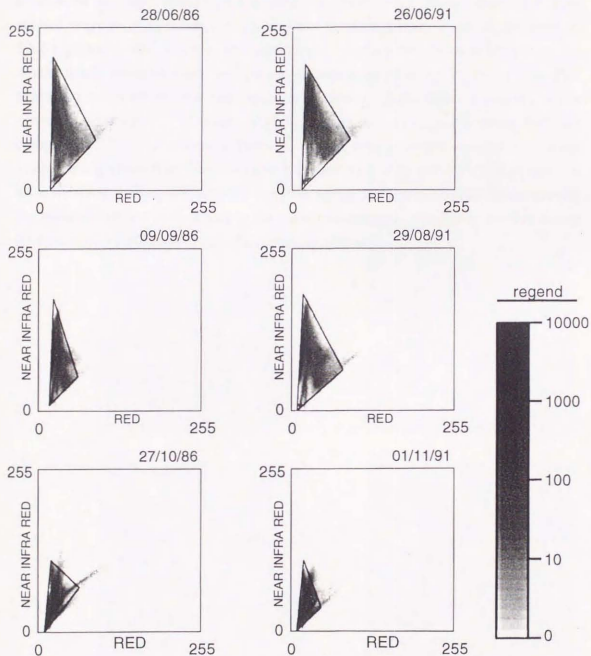 28/06/86
255
NEAR INFRA RED
0
0
RED
255
26/06/91
255
NEAR INFRA RED
0
0
RED
255
09/09/86
255
NEAR INFRA RED
0
0
RED
255
29/08/91
255
NEAR INFRA RED
0
0
RED
255
27/10/86
255
NEAR INFRA RED
0
0
RED
255
01/11/91
255
NEAR INFRA RED
0
0
RED
255
regend
10000
1000
100
10
0